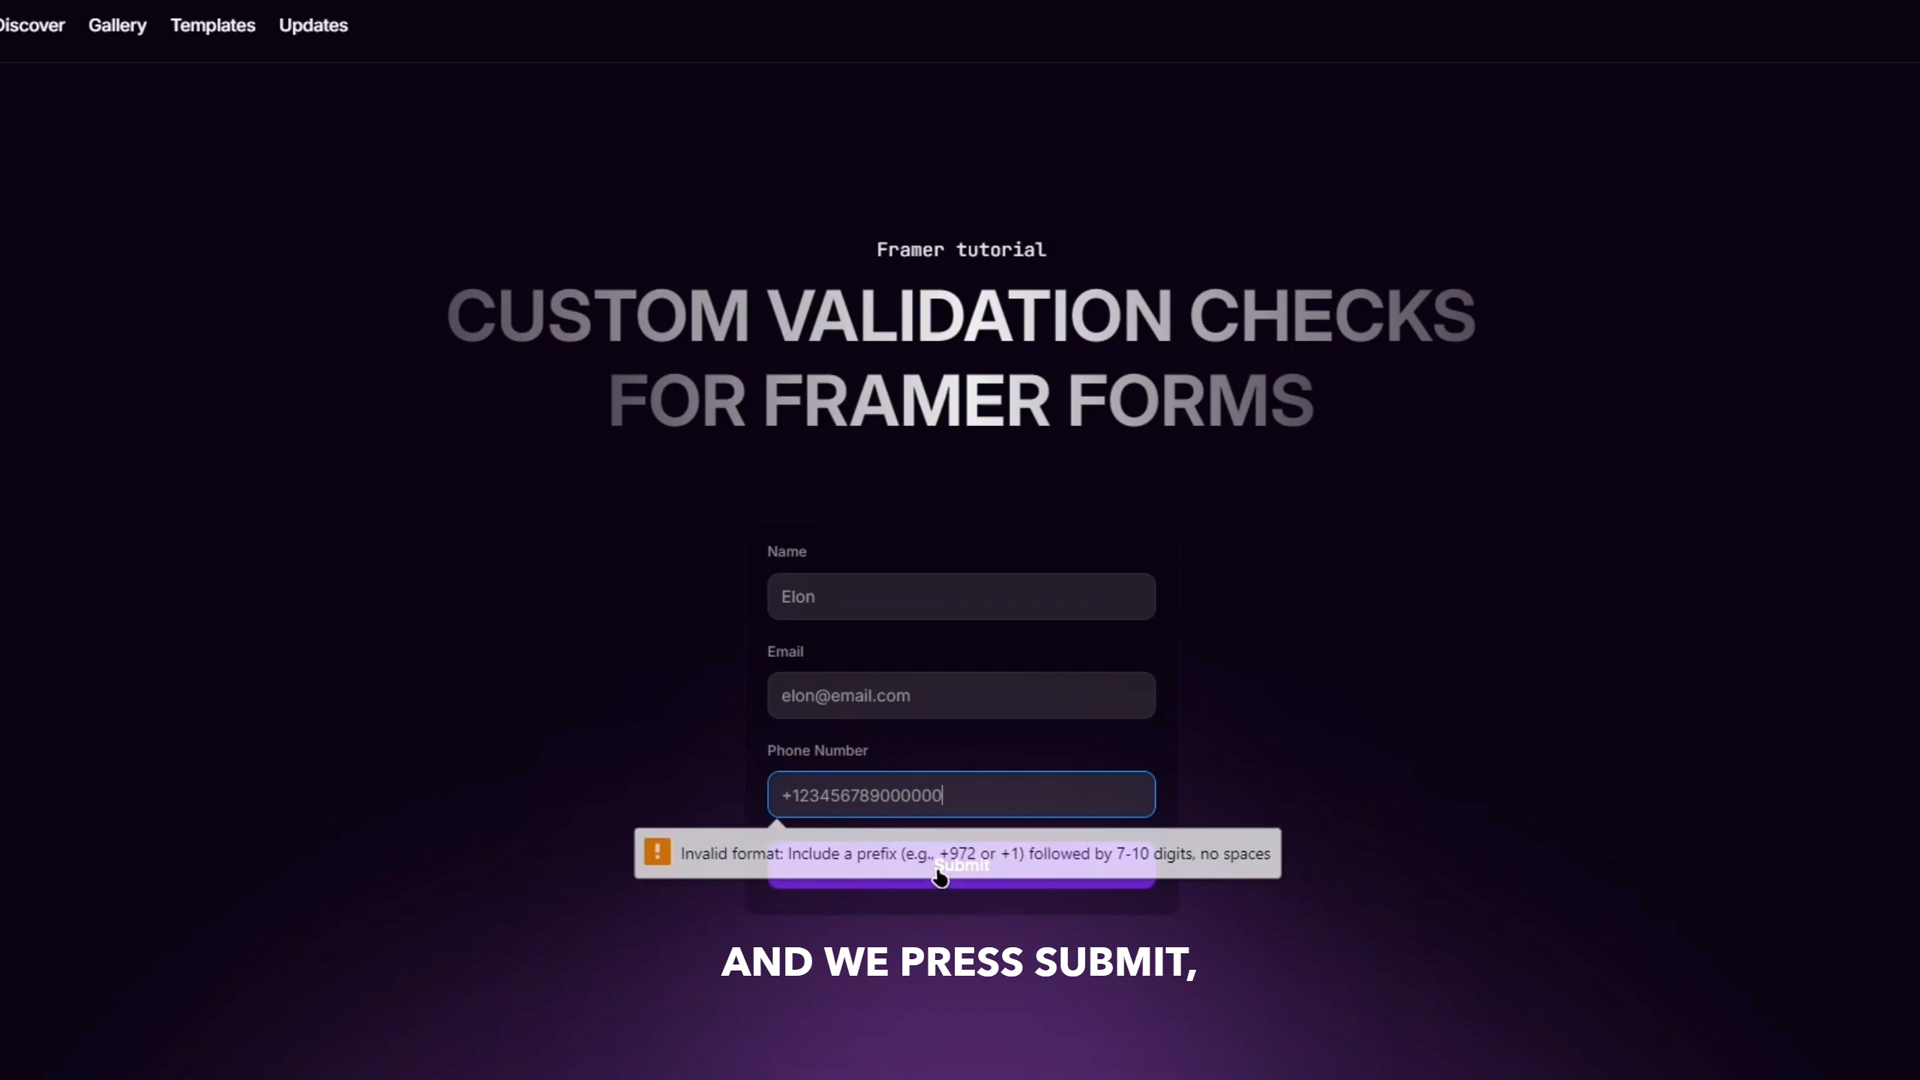 Discover Gallery Templates Updates
Framer tutorial
CUSTOM VALIDATION CHECKS
FOR FRAMER FORMS
Name
Elon
Email
elon@email.com
Phone Number
+123456789000000
Invalid format: Include a prefix (e.g., +972 or +1) followed by 7-10 digits, no spaces
Submit
AND WE PRESS SUBMIT,